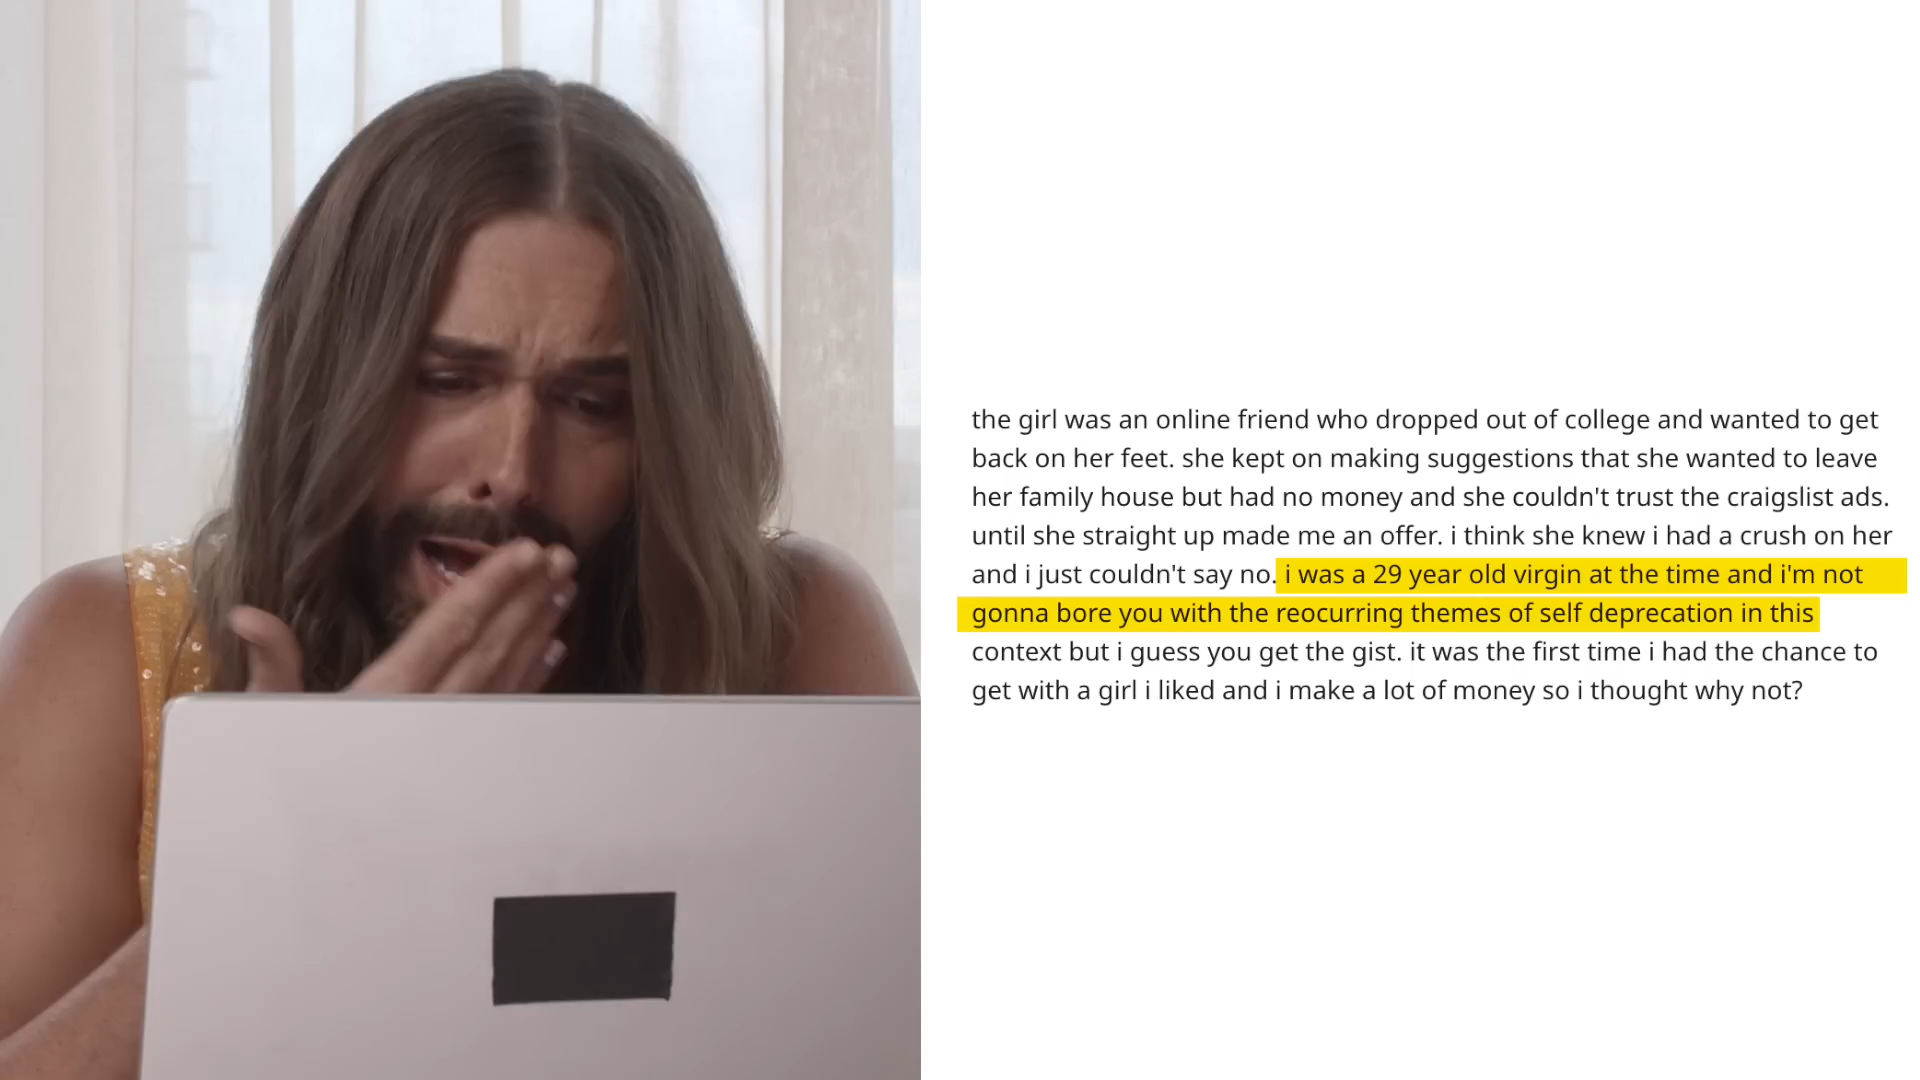 the girl was an online friend who dropped out of college and wanted to get
back on her feet. she kept on making suggestions that she wanted to leave
her family house but had no money and she couldn't trust the craigslist ads.
until she straight up made me an offer. i think she knew i had a crush on her
and i just couldn't say no. i was a 29 year old virgin at the time and i'm not
gonna bore you with the reocurring themes of self deprecation in this
context but i guess you get the gist. it was the first time i had the chance to
get with a girl i liked and i make a lot of money so i thought why not?